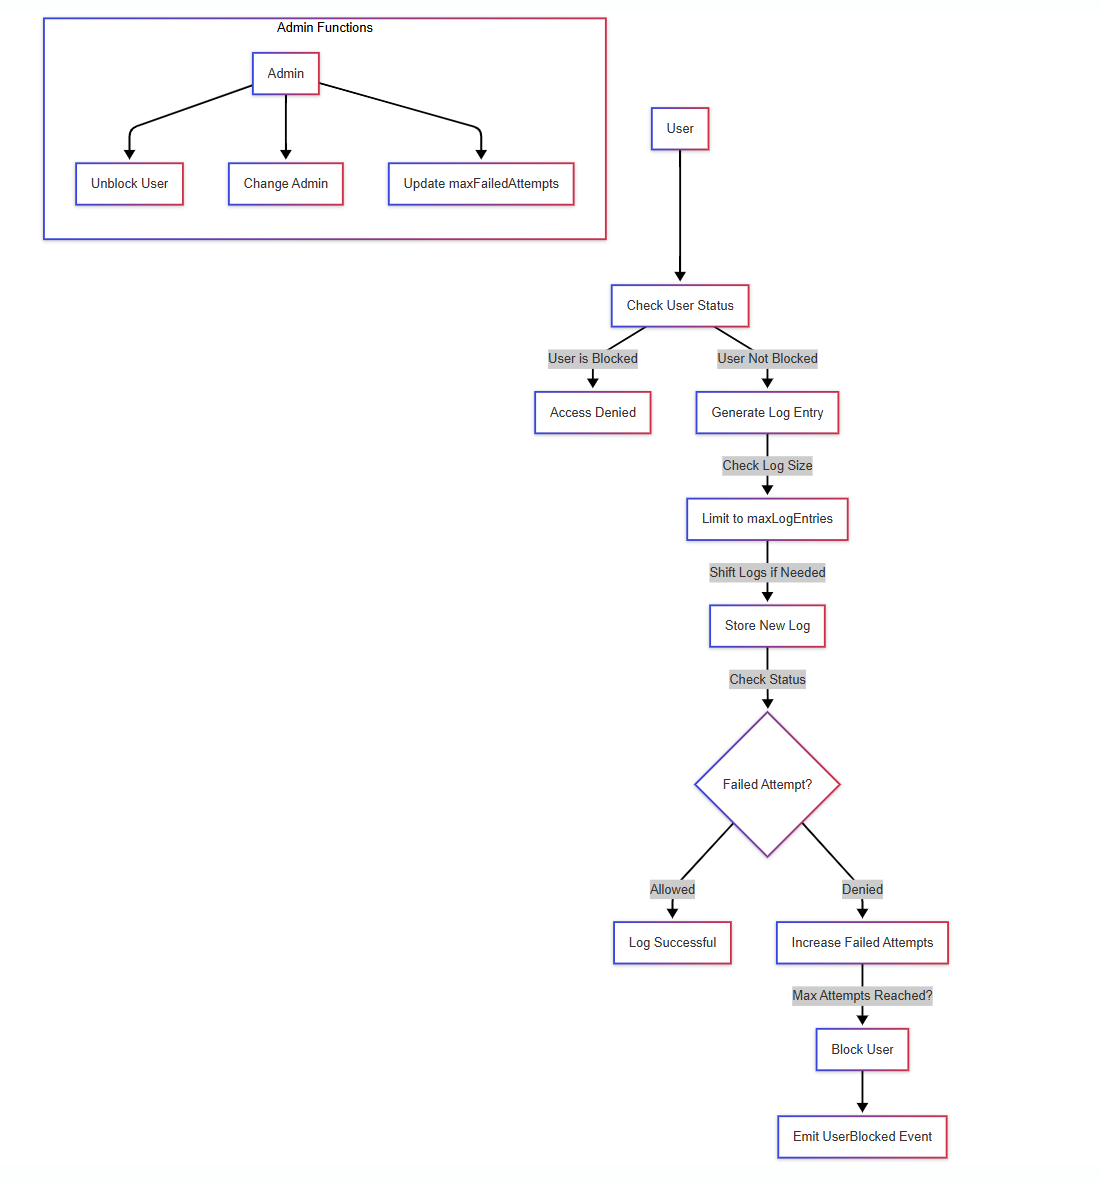 Admin Functions
Admin
Unblock User
Change Admin
Update maxFailedAttempts
User
Check User Status
User is Blocked
User Not Blocked
Access Denied
Generate Log Entry
Check Log Size
Limit to maxLogEntries
Shift Logs if Needed
Store New Log
Check Status
Failed Attempt?
Allowed
Denied
Log Successful
Increase Failed Attempts
Max Attempts Reached?
Block User
Emit UserBlocked Event